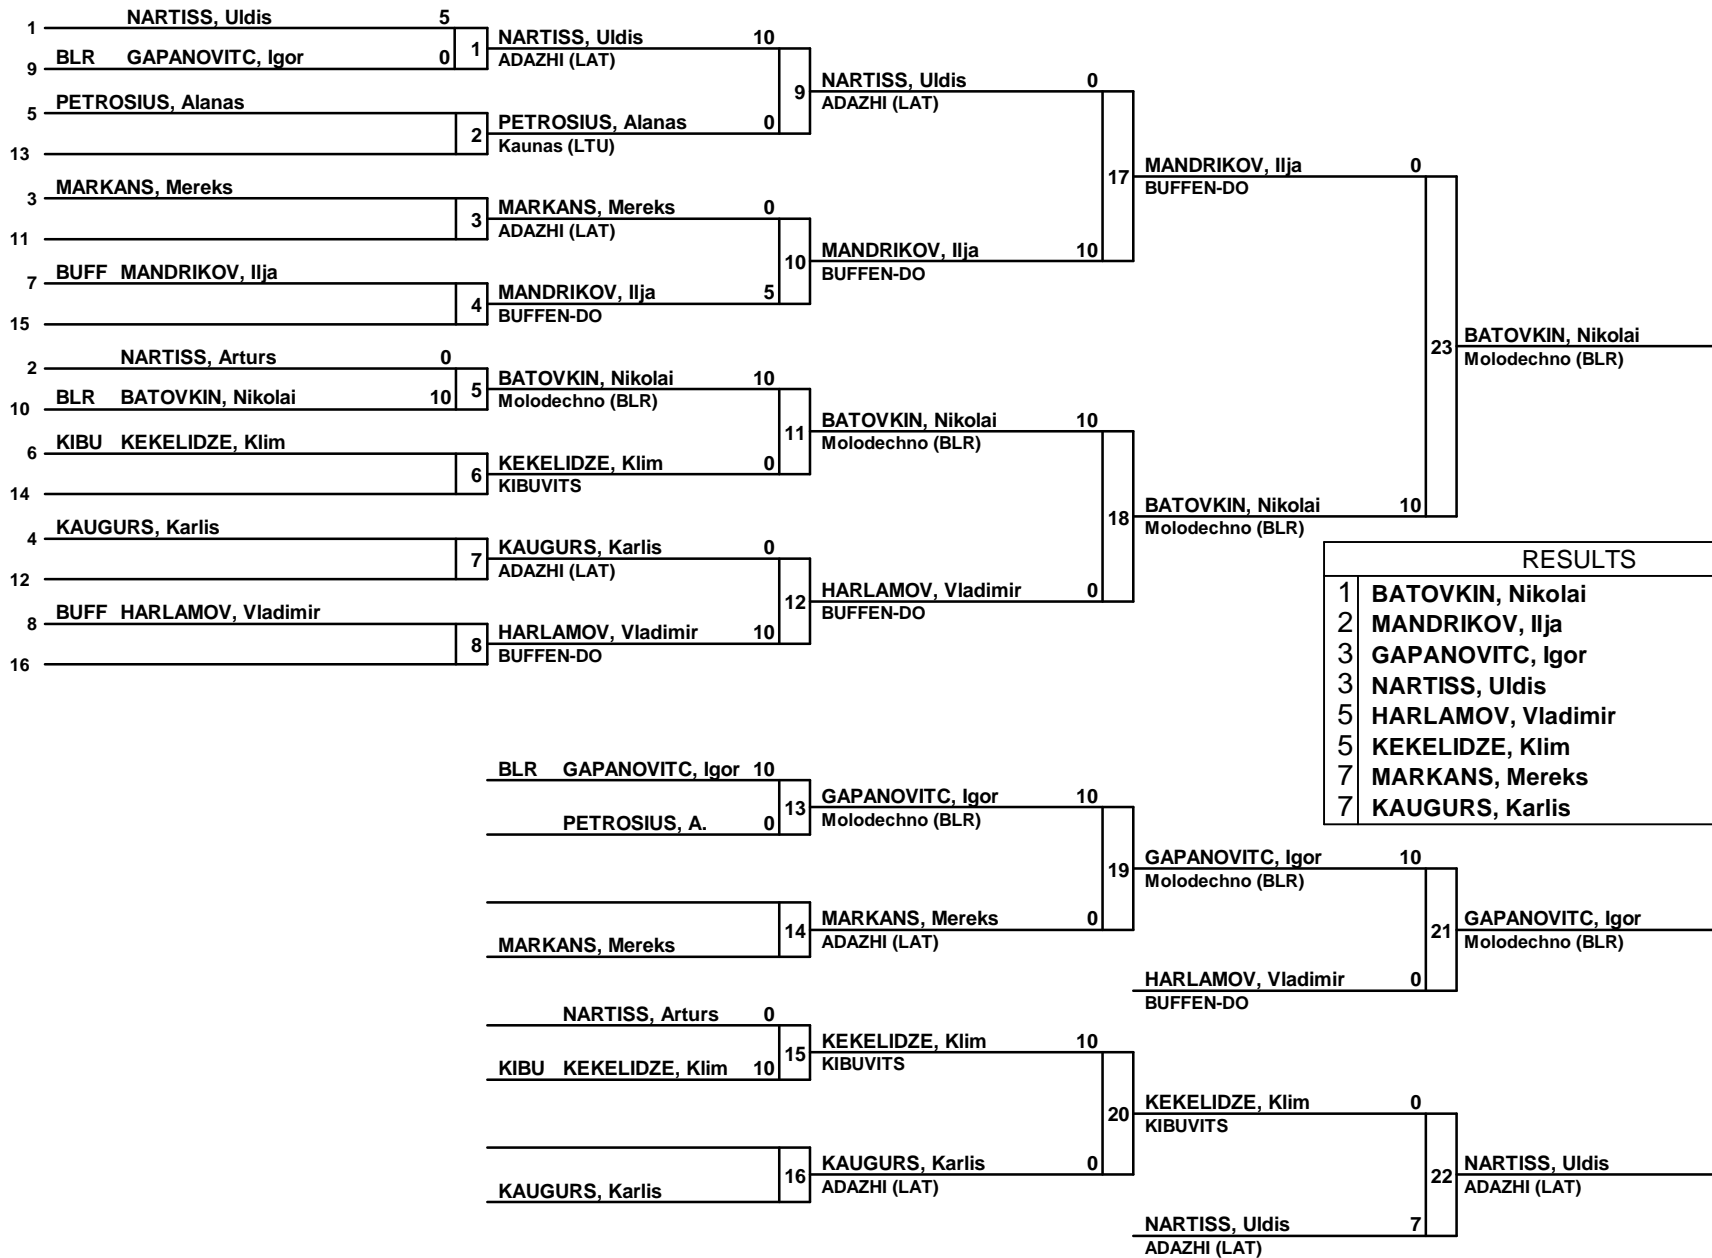 NARTISS, Uldis 5
1
BLR GAPANOVITC, Igor 0
9
1
NARTISS, Uldis 10
ADAZHI (LAT)
PETROSIUS, Alanas
5
13
2
PETROSIUS, Alanas 0
Kaunas (LTU)
9
NARTISS, Uldis 0
ADAZHI (LAT)
MARKANS, Mereks
3
11
3
MARKANS, Mereks 0
ADAZHI (LAT)
BUFF MANDRIKOV, Ilja
7
15
4
MANDRIKOV, Ilja 5
BUFFEN-DO
10
MANDRIKOV, Ilja 10
BUFFEN-DO
17
MANDRIKOV, Ilja 0
BUFFEN-DO
NARTISS, Arturs 0
2
BLR BATOVKIN, Nikolai 10
10
5
BATOVKIN, Nikolai 10
Molodechno (BLR)
KIBU KEKELIDZE, Klim
6
14
6
KEKELIDZE, Klim 0
KIBUVITS
11
BATOVKIN, Nikolai 10
Molodechno (BLR)
KAUGURS, Karlis
4
12
7
KAUGURS, Karlis 0
ADAZHI (LAT)
BUFF HARLAMOV, Vladimir
8
16
8
HARLAMOV, Vladimir 10
BUFFEN-DO
12
HARLAMOV, Vladimir 0
BUFFEN-DO
18
BATOVKIN, Nikolai 10
Molodechno (BLR)
23
BATOVKIN, Nikolai
Molodechno (BLR)
RESULTS
1 BATOVKIN, Nikolai
2 MANDRIKOV, Ilja
3 GAPANOVITC, Igor
3 NARTISS, Uldis
5 HARLAMOV, Vladimir
5 KEKELIDZE, Klim
7 MARKANS, Mereks
7 KAUGURS, Karlis
BLR GAPANOVITC, Igor 10
PETROSIUS, A. 0
13
GAPANOVITC, Igor 10
Molodechno (BLR)
MARKANS, Mereks
14
MARKANS, Mereks 0
ADAZHI (LAT)
19
GAPANOVITC, Igor 10
Molodechno (BLR)
HARLAMOV, Vladimir 0
BUFFEN-DO
21
GAPANOVITC, Igor
Molodechno (BLR)
NARTISS, Arturs 0
KIBU KEKELIDZE, Klim 10
15
KEKELIDZE, Klim 10
KIBUVITS
KAUGURS, Karlis
16
KAUGURS, Karlis 0
ADAZHI (LAT)
20
KEKELIDZE, Klim 0
KIBUVITS
NARTISS, Uldis 7
ADAZHI (LAT)
22
NARTISS, Uldis
ADAZHI (LAT)